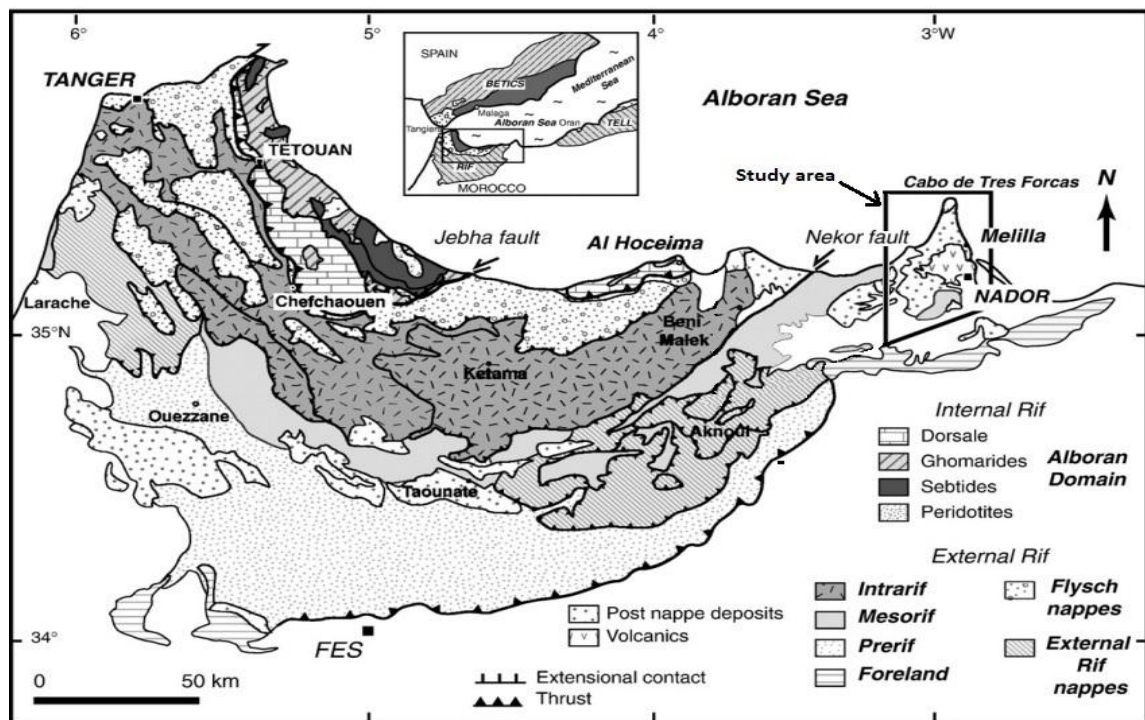 6°
5°
4°
3°W
TANGER
TETOUAN
SPAIN
BETICS
Mediterranean
Sea
Malaga
Alboran Sea
Oran
Tangier
TELL
RIF
MOROCCO
Alboran Sea
Study area
Cabo de Tres Forcas
N
Melilla
NADOR
Jebha fault
Al Hoceima
Nekor fault
Larache
Chefchaouen
35°N
35°
Beni
Malek
Ketama
Ouezzane
Aknoul
Taounate
34°
FES
0
50 km
Internal Rif
Dorsale
Ghomarides
Sebtides
Peridotites
Alboran
Domain
External Rif
Intrarif
Mesorif
Prerif
Foreland
Flysch
nappes
External
Rif
nappes
Post nappe deposits
Volcanics
Extensional contact
Thrust